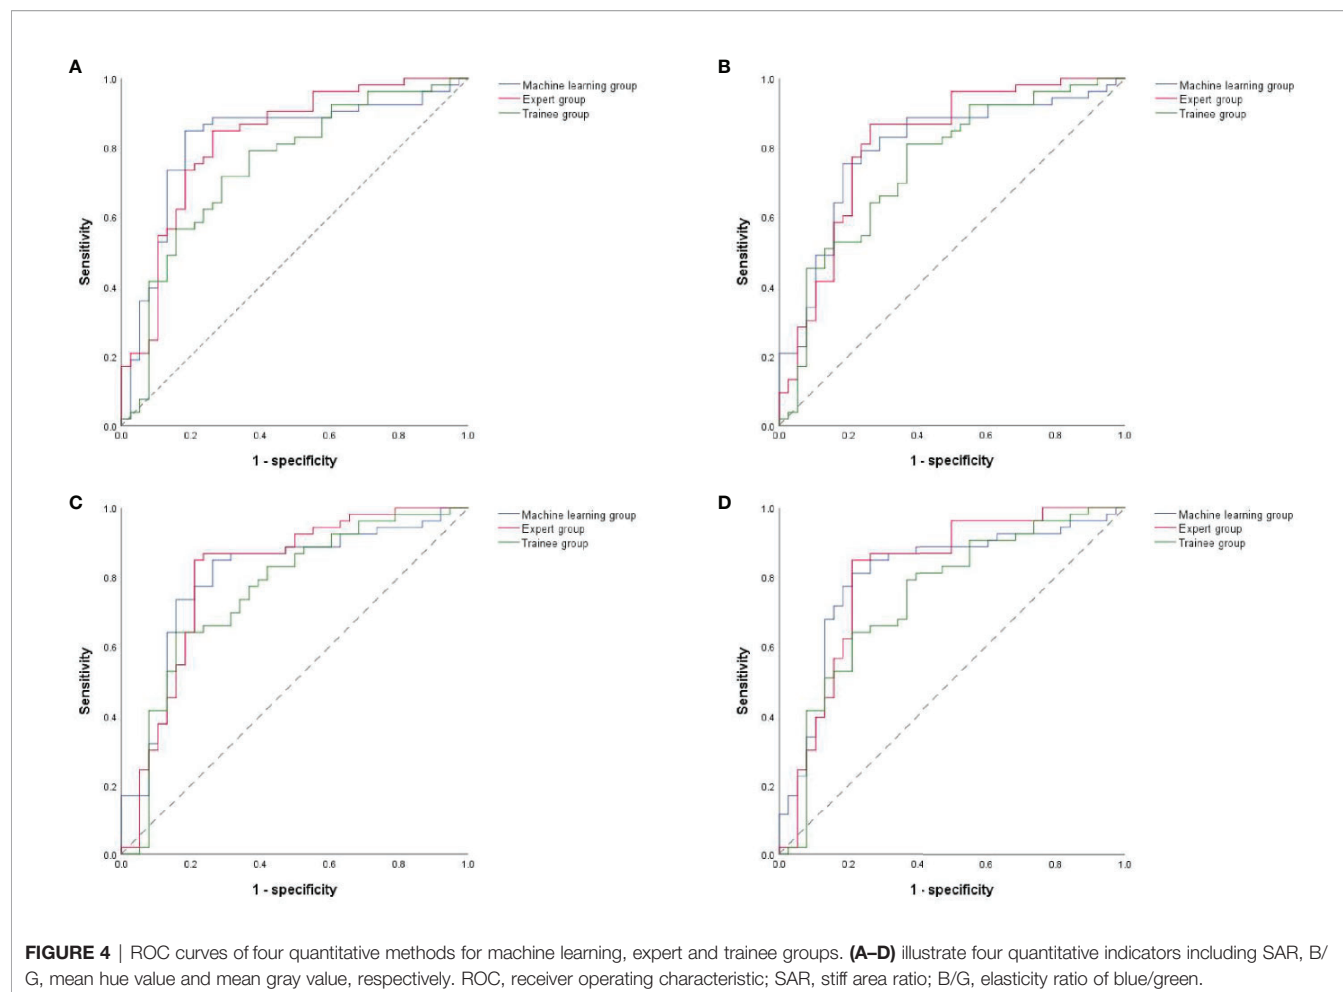 A
1.0
0.8
0.6
0.4
0.2
0.0
0.0 0.2 0.4 0.6 0.8 1.0
Sensitivity
1 - specificity
Machine learning group
Expert group
Trainee group
B
1.0
0.8
0.6
0.4
0.2
0.0
0.0 0.2 0.4 0.6 0.8 1.0
Sensitivity
1 - specificity
Machine learning group
Expert group
Trainee group
C
1.0
0.8
0.6
0.4
0.2
0.0
0.0 0.2 0.4 0.6 0.8 1.0
Sensitivity
1 - specificity
Machine learning group
Expert group
Trainee group
D
1.0
0.8
0.6
0.4
0.2
0.0
0.0 0.2 0.4 0.6 0.8 1.0
Sensitivity
1 - specificity
Machine learning group
Expert group
Trainee group
FIGURE 4 | ROC curves of four quantitative methods for machine learning, expert and trainee groups. (A–D) illustrate four quantitative indicators including SAR, B/
G, mean hue value and mean gray value, respectively. ROC, receiver operating characteristic; SAR, stiff area ratio; B/G, elasticity ratio of blue/green.